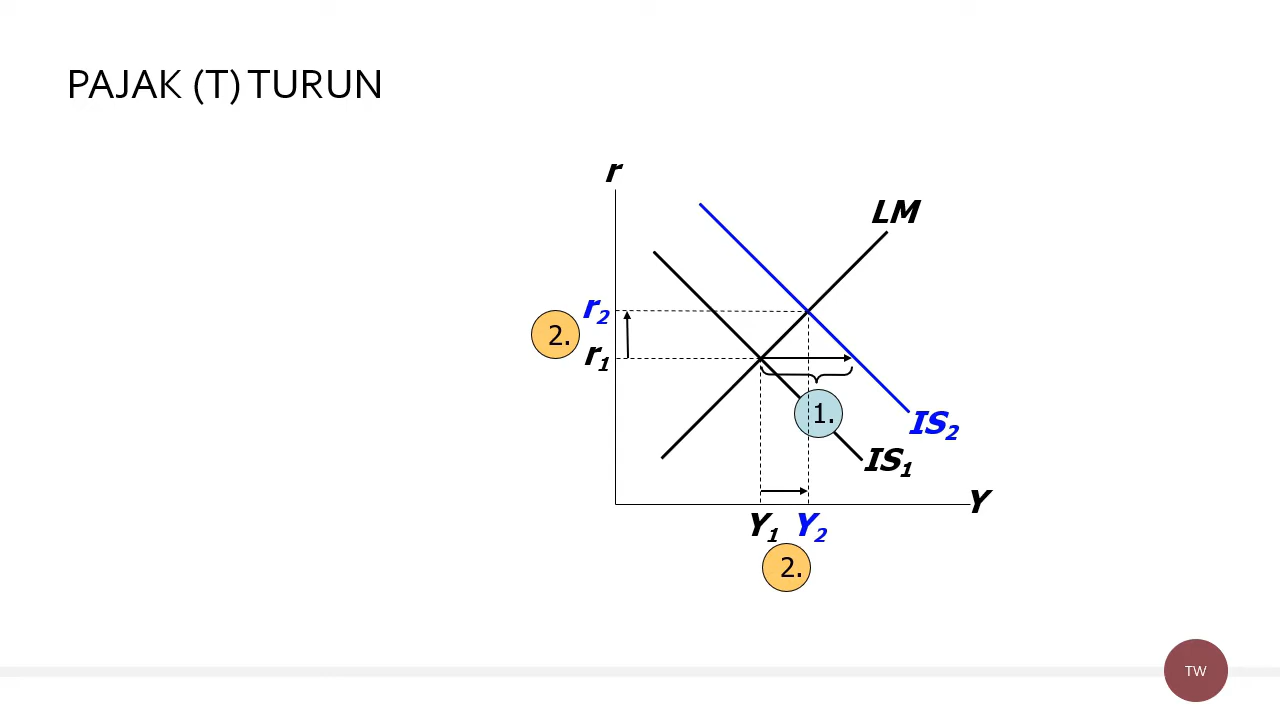 PAJAK (T) TURUN
r
LM
r2
2.
r1
1.
IS2
IS1
Y
Y1 Y2
2.
TW